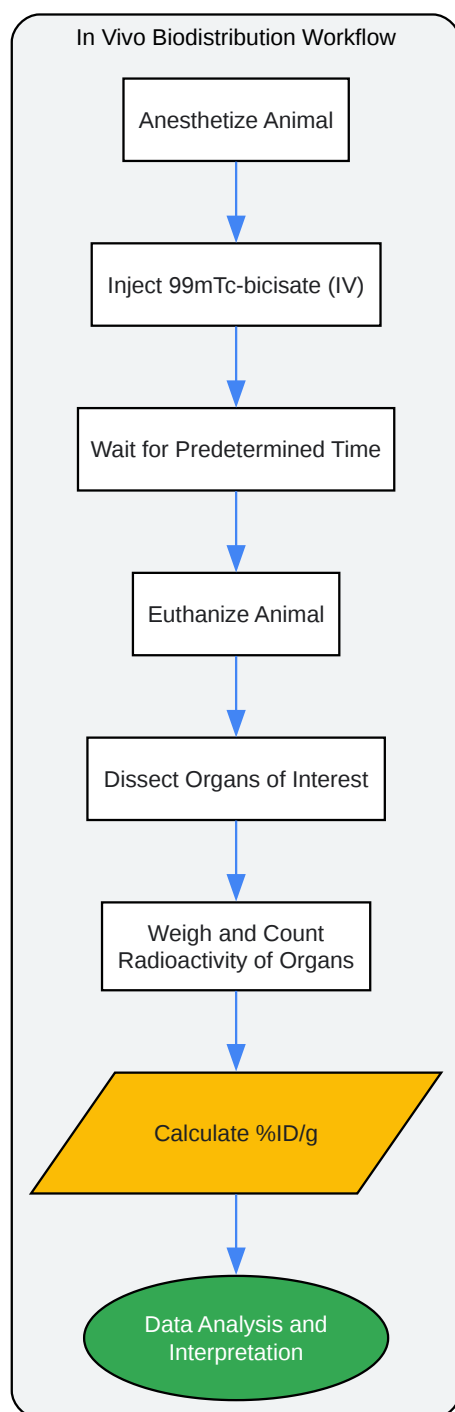 In Vivo Biodistribution Workflow
Anesthetize Animal
Inject 99mTc-bicisate (IV)
Wait for Predetermined Time
Euthanize Animal
Dissect Organs of Interest
Weigh and Count
Radioactivity of Organs
Calculate %ID/g
Data Analysis and
Interpretation